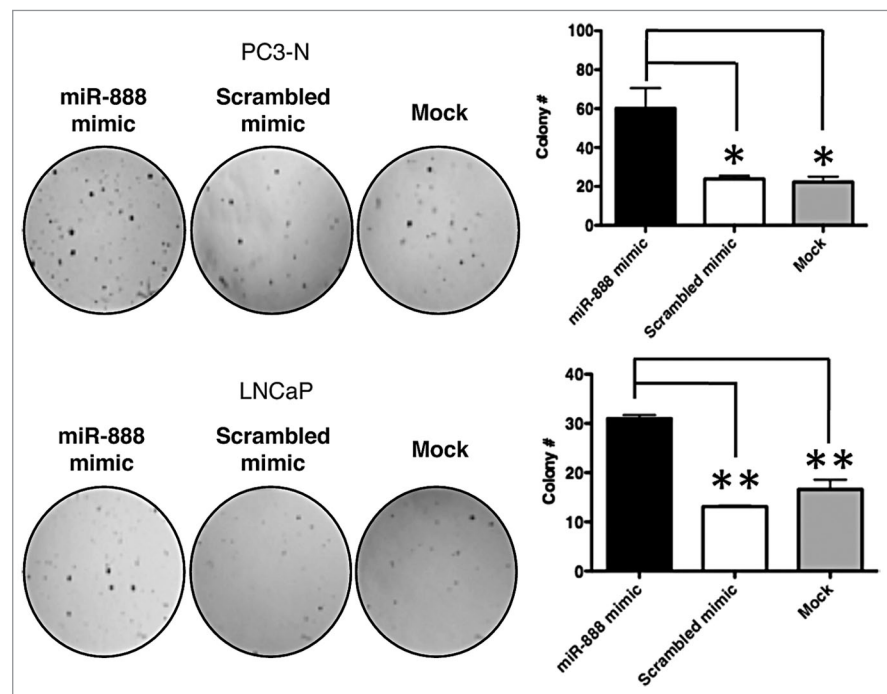 PC3-N
miR-888
mimic
Scrambled
mimic
Mock
100
80
60
40
20
0
Colony #
*
*
miR-888 mimic
Scrambled mimic
Mock
LNCaP
miR-888
mimic
Scrambled
mimic
Mock
40
30
20
10
0
Colony #
**
**
miR-888 mimic
Scrambled mimic
Mock